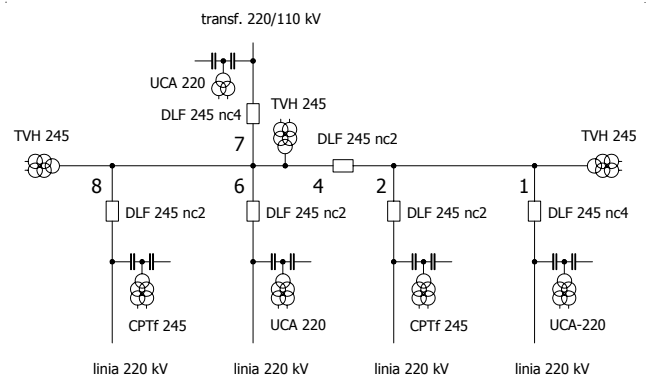 transf. 220/110 kV
UCA 220
TVH 245
DLF 245 nc4
TVH 245
DLF 245 nc2
TVH 245
7
8
6
4
2
1
DLF 245 nc2
DLF 245 nc2
DLF 245 nc2
DLF 245 nc4
CPTf 245
UCA 220
CPTf 245
UCA-220
linia 220 kV
linia 220 kV
linia 220 kV
linia 220 kV